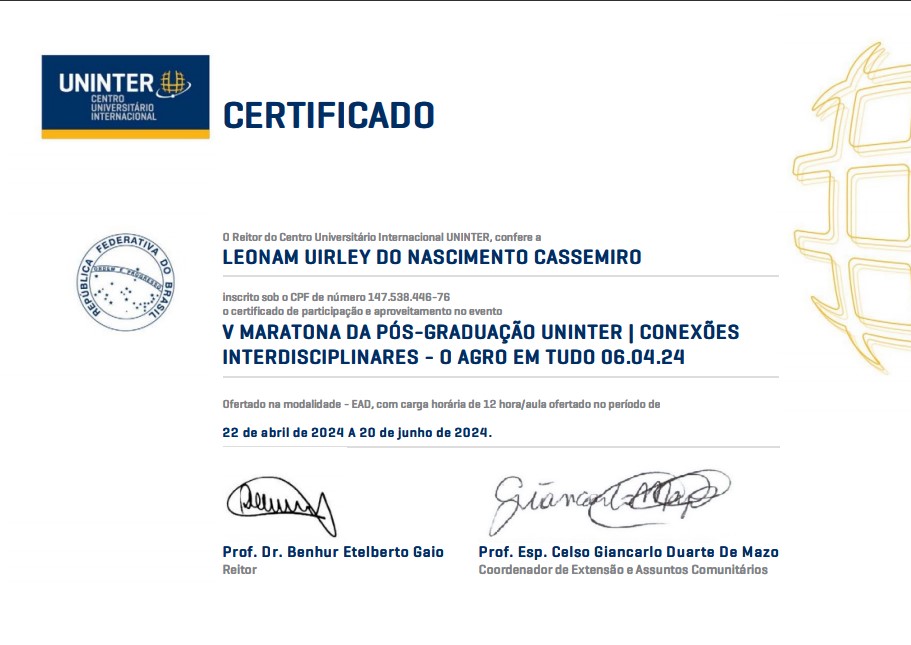 UNINTER
CENTRO
UNIVERSITÁRIO
INTERNACIONAL
CERTIFICADO
REPÚBLICA FEDERATIVA DO BRASIL
ORDEM E PROGRESSO
O Reitor do Centro Universitário Internacional UNINTER, confere a
LEONAM UIRLEY DO NASCIMENTO CASSEMIRO
inscrito sob o CPF de número 147.538.446-76
o certificado de participação e aproveitamento no evento
V MARATONA DA PÓS-GRADUAÇÃO UNINTER | CONEXÕES
INTERDISCIPLINARES - O AGRO EM TUDO 06.04.24
Ofertado na modalidade - EAD, com carga horária de 12 hora/aula ofertado no período de
22 de abril de 2024 A 20 de junho de 2024.
Prof. Dr. Benhur Etelberto Gaio
Reitor
Prof. Esp. Celso Giancarlo Duarte De Mazo
Coordenador de Extensão e Assuntos Comunitários